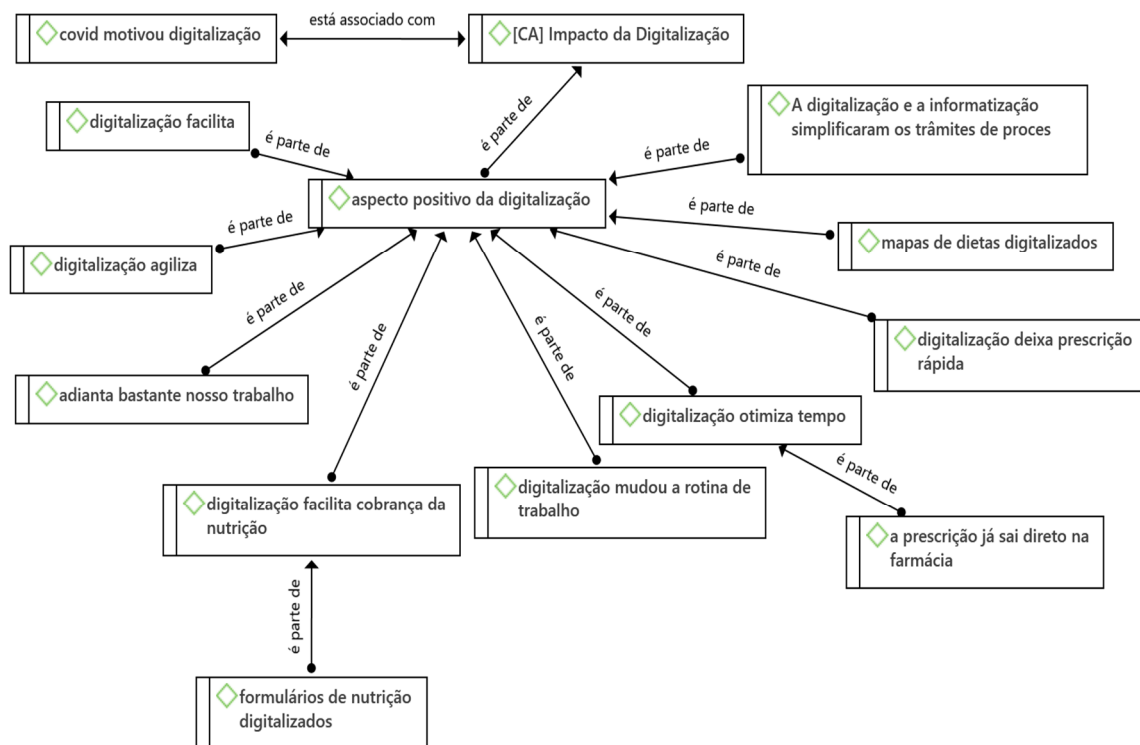 covid motivou digitalização
está associado com
[CA] Impacto da Digitalização
digitalização facilita
é parte de
é parte de
é parte de
A digitalização e a informatização
simplificaram os trâmites de proces
aspecto positivo da digitalização
é parte de
mapas de dietas digitalizados
é parte de
digitalização agiliza
é parte de
digitalização deixa prescrição
rápida
é parte de
adianta bastante nosso trabalho
é parte de
é parte de
é parte de
digitalização otimiza tempo
é parte de
digitalização facilita cobrança da
nutrição
digitalização mudou a rotina de
trabalho
a prescrição já sai direto na
farmácia
é parte de
formulários de nutrição
digitalizados